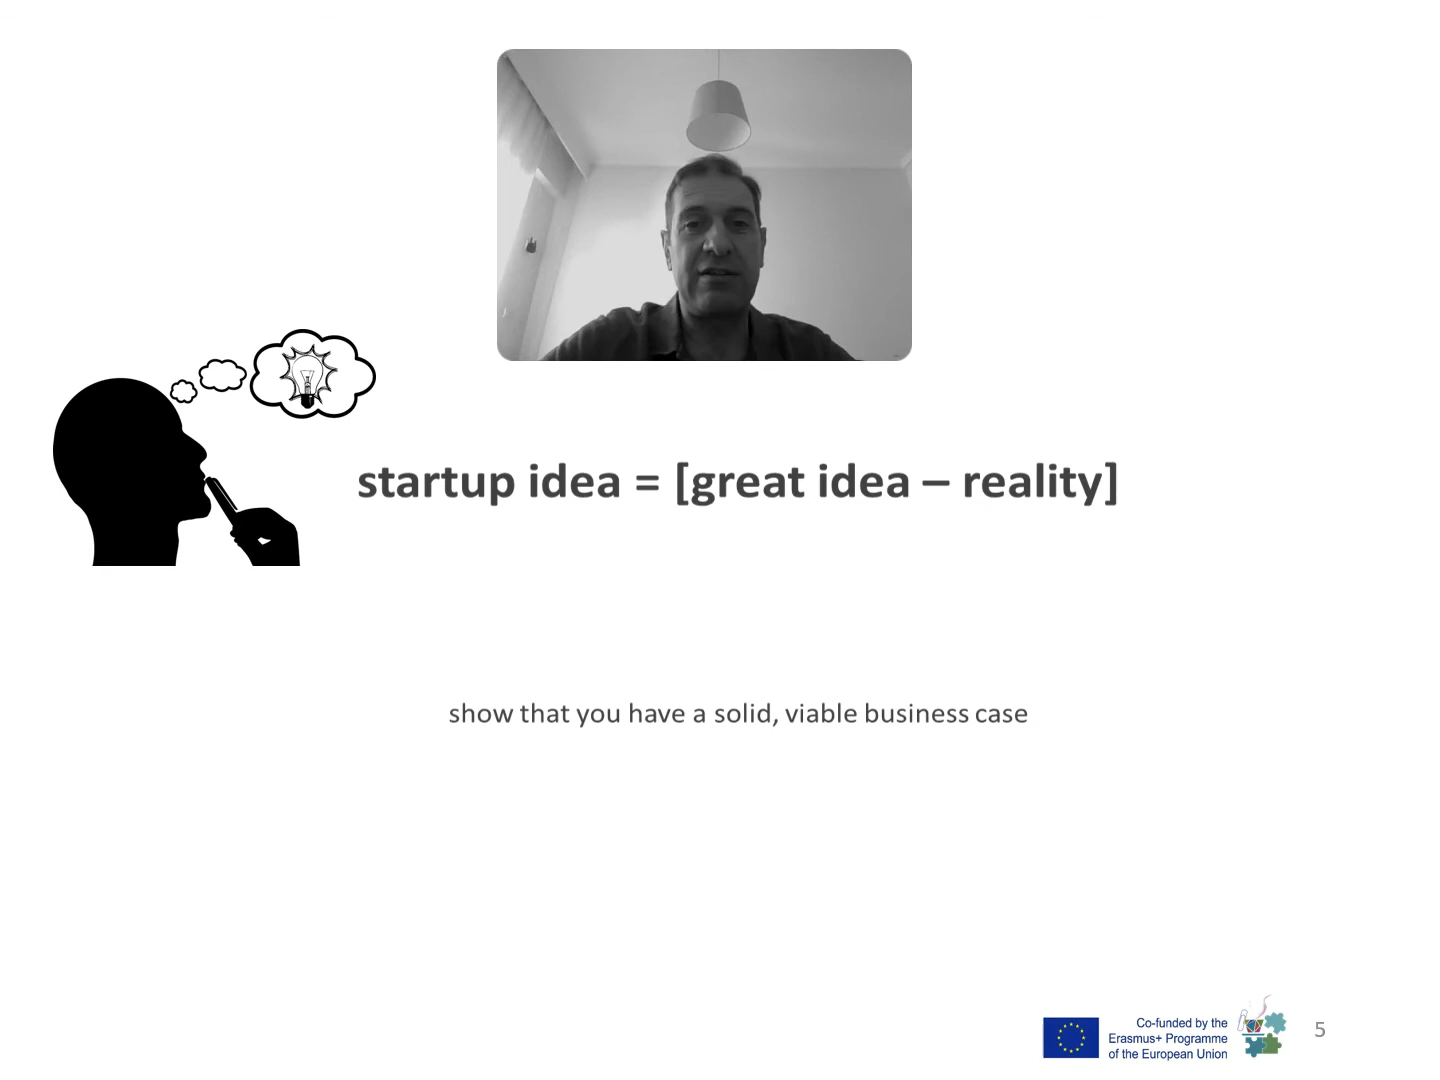 startup idea = [great idea – reality]
show that you have a solid, viable business case
Co-funded by the
Erasmus+ Programme
of the European Union
5